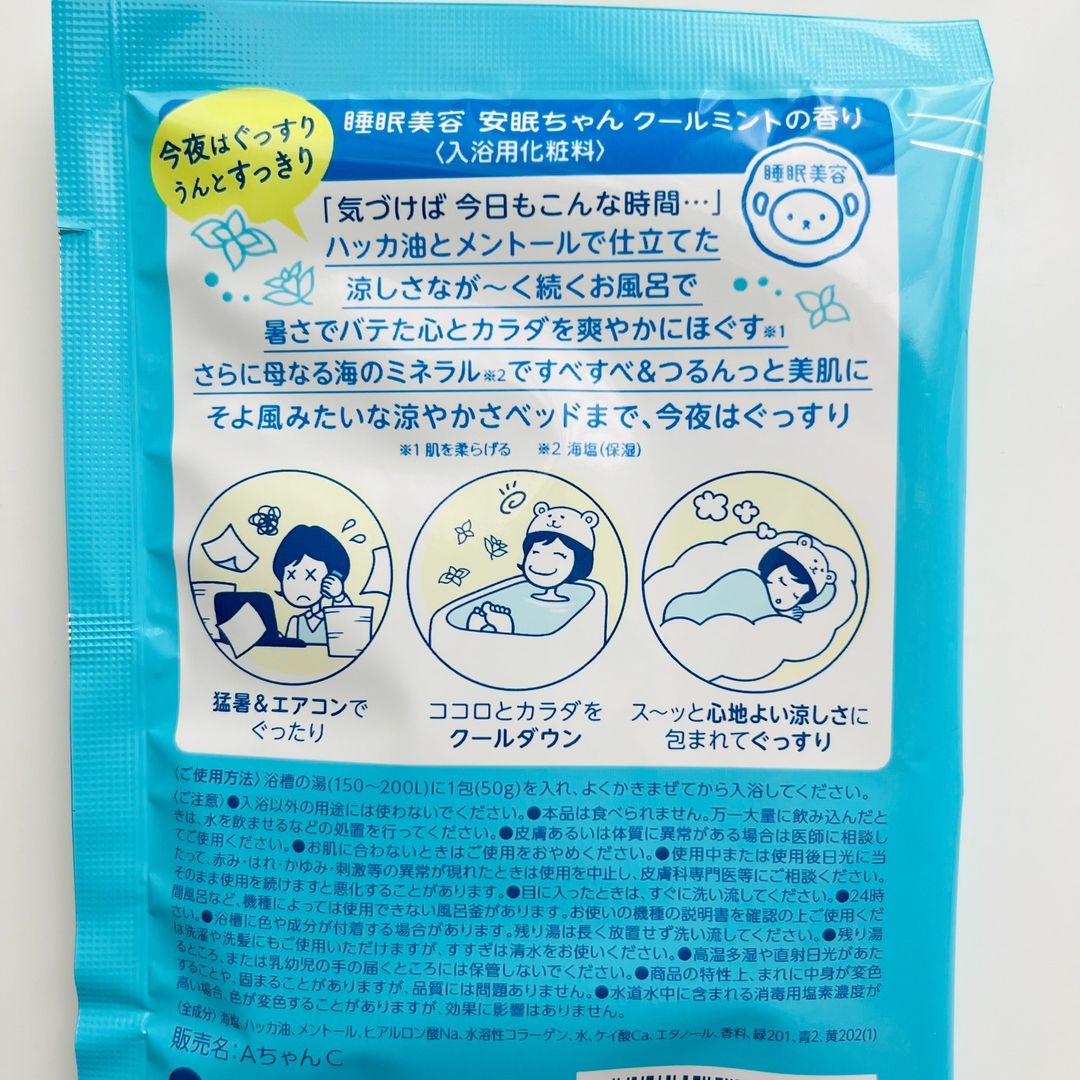 今夜はぐっすり
うんとすっきり
睡眠美容 安眠ちゃん クールミントの香り
〈入浴用化粧料〉
睡眠美容
「気づけば 今日もこんな時間…」
ハッカ油とメントールで仕立てた
涼しさなが〜く続くお風呂で
暑さでバテた心とカラダを爽やかにほぐす※1
さらに母なる海のミネラル※2ですべすべ&つるんっと美肌に
そよ風みたいな涼やかさベッドまで、今夜はぐっすり
※1 肌を柔らげる ※2 海塩(保湿)
猛暑&エアコンで
ぐったり
ココロとカラダを
クールダウン
ス〜ッと心地よい涼しさに
包まれてぐっすり
〈ご使用方法〉浴槽の湯(150〜200L)に1包(50g)を入れ、よくかきまぜてから入浴してください。
〈ご注意〉●入浴以外の用途には使わないでください。●本品は食べられません。万一大量に飲み込んだと
きは、水を飲ませるなどの処置を行ってください。●皮膚あるいは体質に異常がある場合は医師に相談し
てご使用ください。●お肌に合わないときはご使用をおやめください。●使用中または使用後日光に当
たって、赤み・はれ・かゆみ・刺激等の異常が現れたときは使用を中止し、皮膚科専門医等にご相談ください。
そのまま使用を続けますと悪化することがあります。●目に入ったときは、すぐに洗い流してください。●24時
間風呂など、機種によっては使用できない風呂釜があります。お使いの機種の説明書を確認の上ご使用くだ
さい。●浴槽に色や成分が付着する場合があります。残り湯は長く放置せず洗い流してください。●残り湯
は洗濯や洗髪にもご使用いただけますが、すすぎは清水をお使いください。●高温多湿や直射日光があた
るところ、または乳幼児の手の届くところには保管しないでください。●商品の特性上、まれに中身が変色
することや、固まることがありますが、品質には問題ありません。●水道水中に含まれる消毒用塩素濃度が
高い場合、色が変色することがありますが、効果に影響はありません。
〈全成分〉海塩、ハッカ油、メントール、ヒアルロン酸Na、水溶性コラーゲン、水、ケイ酸Ca、エタノール、香料、緑201、青2、黄202(1)
販売名:AちゃんC